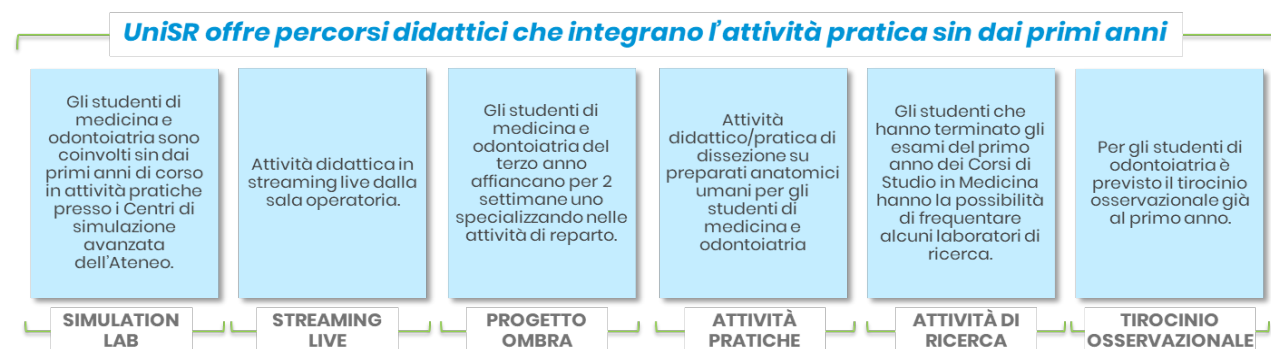 UniSR offre percorsi didattici che integrano l'attività pratica sin dai primi anni
Gli studenti di
medicina e
odontoiatria sono
coinvolti sin dai
primi anni di corso
in attività pratiche
presso i Centri di
simulazione
avanzata
dell'Ateneo.
SIMULATION
LAB
Attività didattica in
streaming live dalla
sala operatoria.
STREAMING
LIVE
Gli studenti di
medicina e
odontoiatria del
terzo anno
affiancano per 2
settimane uno
specializzando nelle
attività di reparto.
PROGETTO
OMBRA
Attività
didattico/pratica di
dissezione su
preparati anatomici
umani per gli
studenti di
medicina e
odontoiatria
ATTIVITÀ
PRATICHE
Gli studenti che
hanno terminato gli
esami del primo
anno dei Corsi di
Studio in Medicina
hanno la possibilità
di frequentare
alcuni laboratori di
ricerca.
ATTIVITÀ DI
RICERCA
Per gli studenti di
odontoiatria è
previsto il tirocinio
osservazionale già
al primo anno.
TIROCINIO
OSSERVAZIONALE